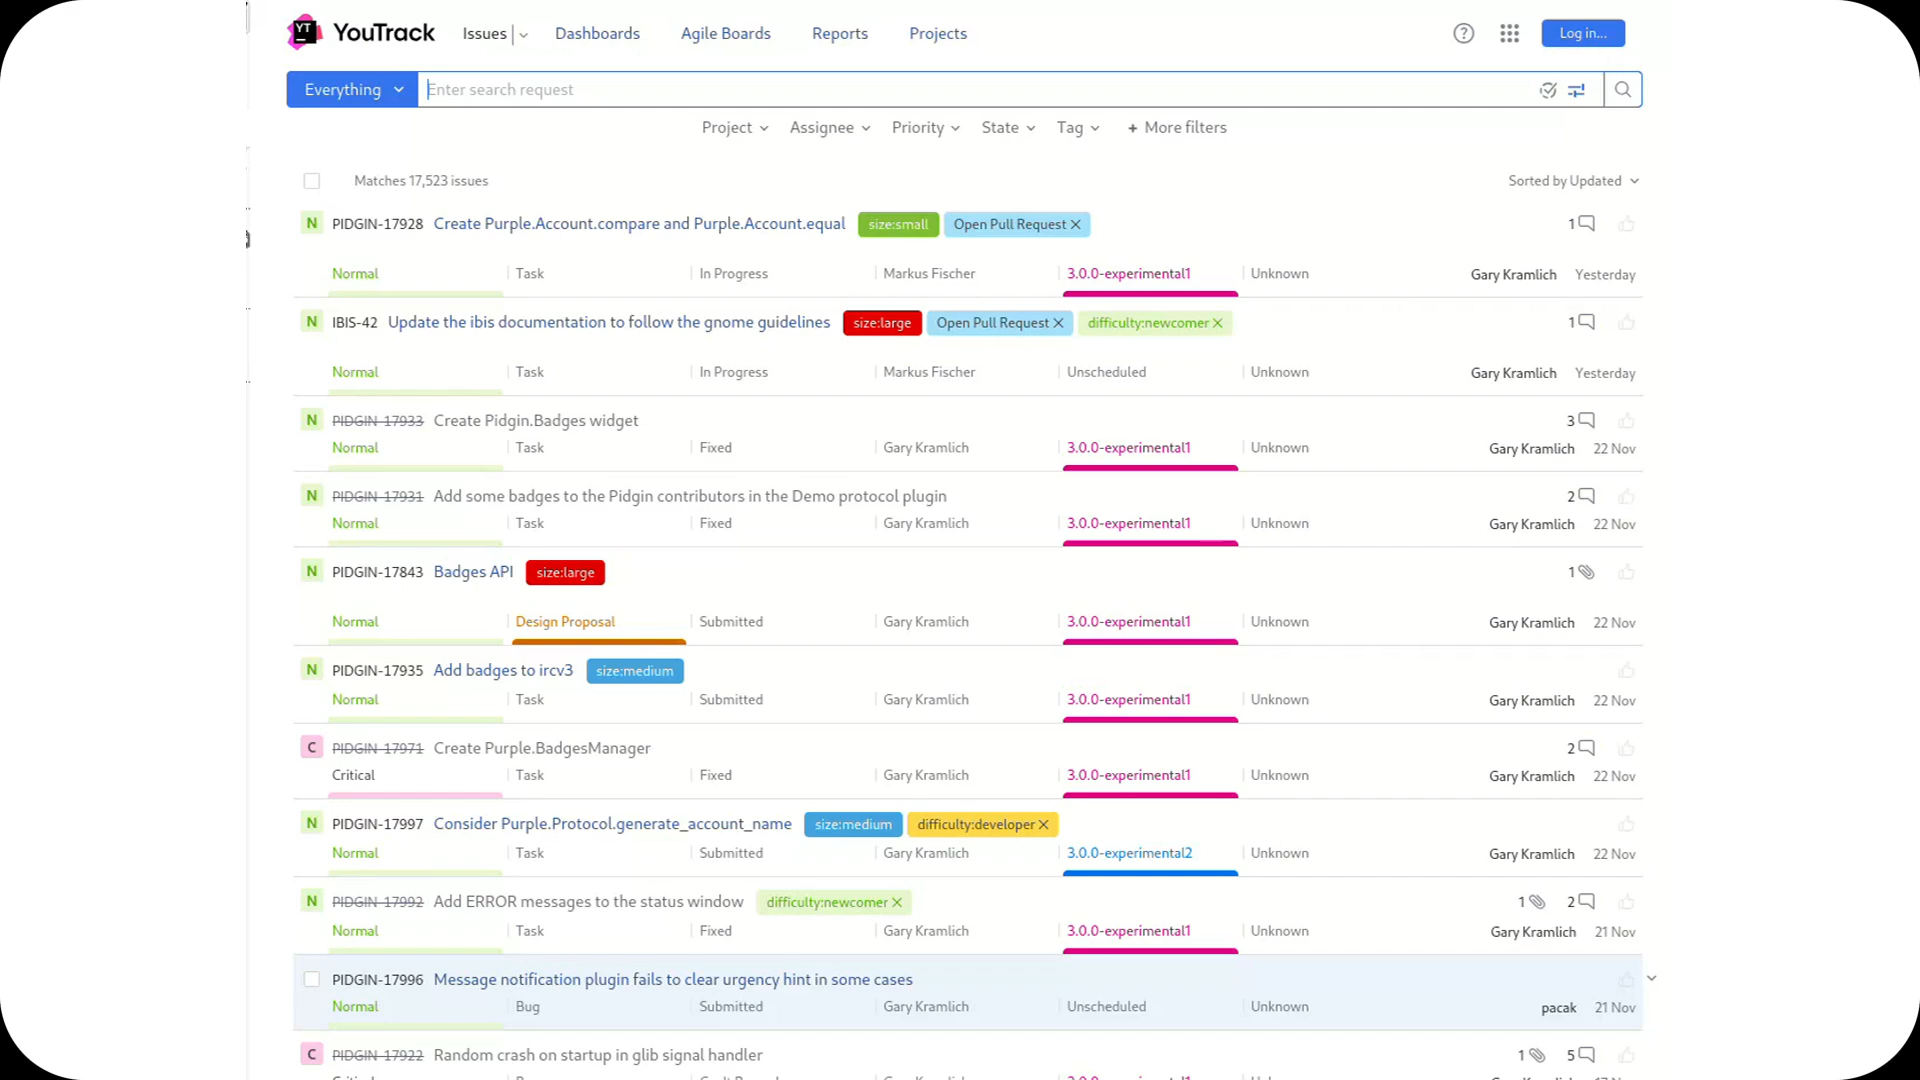 YT YouTrack Issues Dashboards Agile Boards Reports Projects Log in...
Everything Enter search request
Project Assignee Priority State Tag + More filters
Matches 17,523 issues Sorted by Updated
N PIDGIN-17928 Create Purple.Account.compare and Purple.Account.equal size:small Open Pull Request 1
Normal Task In Progress Markus Fischer 3.0.0-experimental1 Unknown Gary Kramlich Yesterday
N IBIS-42 Update the ibis documentation to follow the gnome guidelines size:large Open Pull Request difficulty:newcomer 1
Normal Task In Progress Markus Fischer Unscheduled Unknown Gary Kramlich Yesterday
N PIDGIN-17933 Create Pidgin.Badges widget 3
Normal Task Fixed Gary Kramlich 3.0.0-experimental1 Unknown Gary Kramlich 22 Nov
N PIDGIN-17931 Add some badges to the Pidgin contributors in the Demo protocol plugin 2
Normal Task Fixed Gary Kramlich 3.0.0-experimental1 Unknown Gary Kramlich 22 Nov
N PIDGIN-17843 Badges API size:large 1
Normal Design Proposal Submitted Gary Kramlich 3.0.0-experimental1 Unknown Gary Kramlich 22 Nov
N PIDGIN-17935 Add badges to ircv3 size:medium
Normal Task Submitted Gary Kramlich 3.0.0-experimental1 Unknown Gary Kramlich 22 Nov
C PIDGIN-17971 Create Purple.BadgesManager 2
Critical Task Fixed Gary Kramlich 3.0.0-experimental1 Unknown Gary Kramlich 22 Nov
N PIDGIN-17997 Consider Purple.Protocol.generate_account_name size:medium difficulty:developer
Normal Task Submitted Gary Kramlich 3.0.0-experimental2 Unknown Gary Kramlich 22 Nov
N PIDGIN-17992 Add ERROR messages to the status window difficulty:newcomer 1 2
Normal Task Fixed Gary Kramlich 3.0.0-experimental1 Unknown Gary Kramlich 21 Nov
PIDGIN-17996 Message notification plugin fails to clear urgency hint in some cases
Normal Bug Submitted Gary Kramlich Unscheduled Unknown pacak 21 Nov
C PIDGIN-17922 Random crash on startup in glib signal handler 1 5